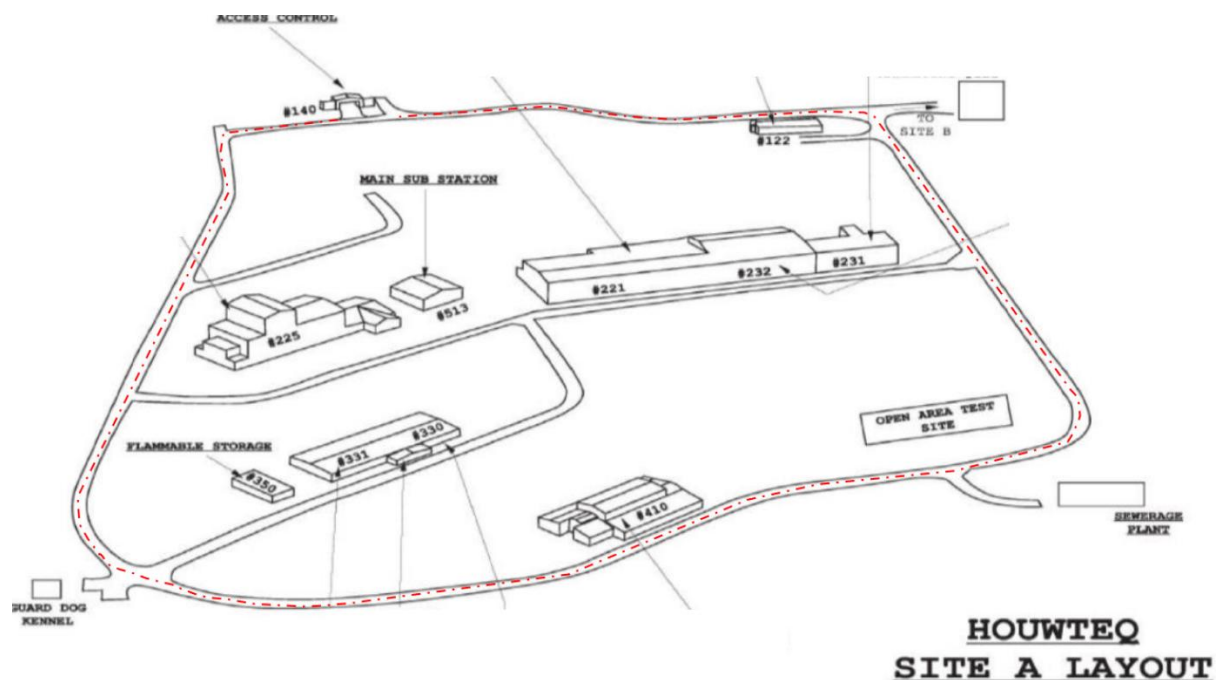 ACCESS CONTROL
#140
TO
SITE B
#122
MAIN SUB STATION
#231
#232
#221
#513
#225
OPEN AREA TEST
SITE
#330
FLAMMABLE STORAGE
#331
#350
#410
SEWERAGE
PLANT
GUARD DOG
KENNEL
HOUWTEQ
SITE A LAYOUT